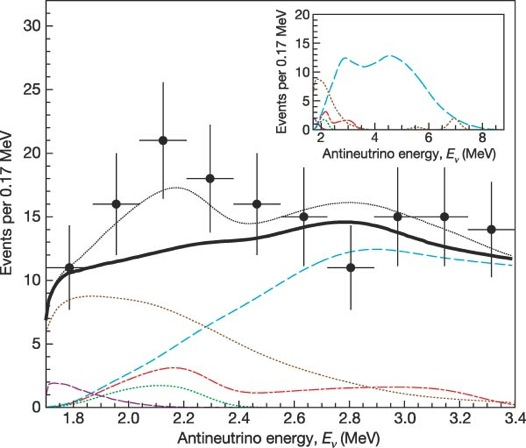 Events per 0.17 MeV
30
25
20
15
10
5
0
1.8 2.0 2.2 2.4 2.6 2.8 3.0 3.2 3.4
Antineutrino energy, Eν (MeV)
Events per 0.17 MeV
20
15
10
5
0
2 4 6 8
Antineutrino energy, Eν (MeV)